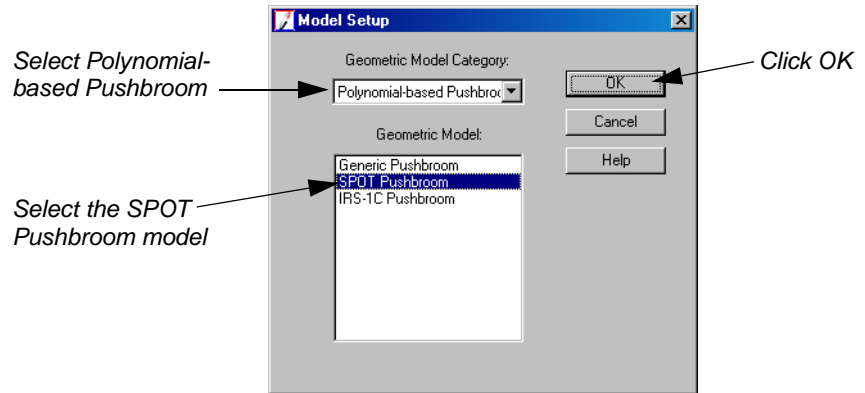 Model Setup
Select Polynomial-
based Pushbroom
Geometric Model Category:
Polynomial-based Pushbroo
OK
Click OK
Cancel
Geometric Model:
Help
Generic Pushbroom
SPOT Pushbroom
IRS-1C Pushbroom
Select the SPOT
Pushbroom model